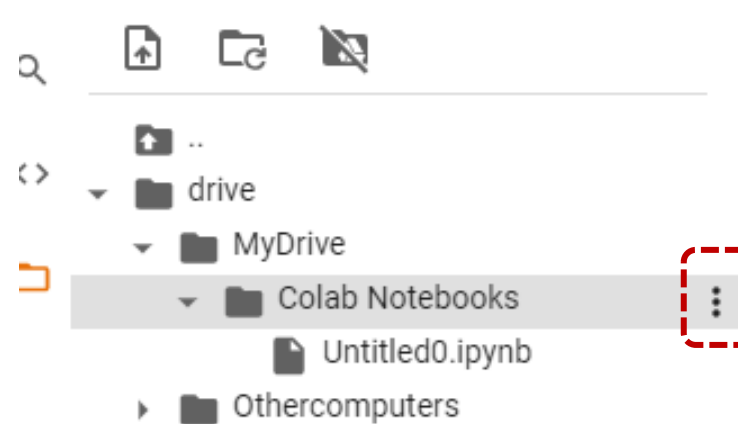 ..
drive
MyDrive
Colab Notebooks
Untitled0.ipynb
Othercomputers